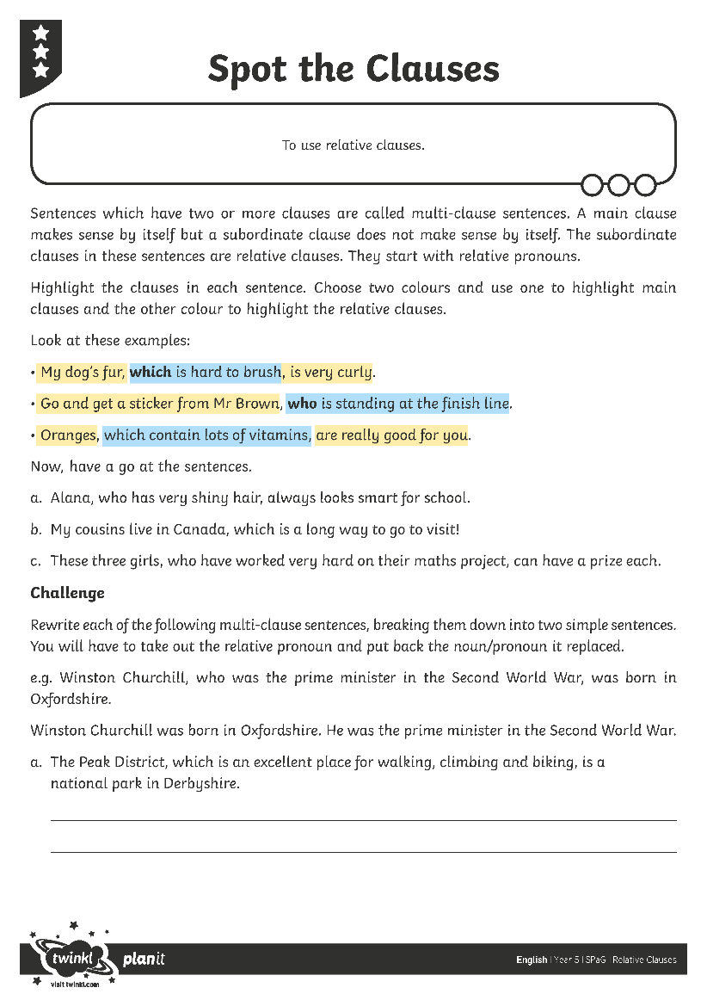 Spot the Clauses
To use relative clauses.
Sentences which have two or more clauses are called multi-clause sentences. A main clause
makes sense by itself but a subordinate clause does not make sense by itself. The subordinate
clauses in these sentences are relative clauses. They start with relative pronouns.
Highlight the clauses in each sentence. Choose two colours and use one to highlight main
clauses and the other colour to highlight the relative clauses.
Look at these examples:
• My dog's fur, which is hard to brush, is very curly.
• Go and get a sticker from Mr Brown, who is standing at the finish line.
• Oranges, which contain lots of vitamins, are really good for you.
Now, have a go at the sentences.
a. Alana, who has very shiny hair, always looks smart for school.
b. My cousins live in Canada, which is a long way to go to visit!
c. These three girls, who have worked very hard on their maths project, can have a prize each.
Challenge
Rewrite each of the following multi-clause sentences, breaking them down into two simple sentences.
You will have to take out the relative pronoun and put back the noun/pronoun it replaced.
e.g. Winston Churchill, who was the prime minister in the Second World War, was born in
Oxfordshire.
Winston Churchill was born in Oxfordshire. He was the prime minister in the Second World War.
a. The Peak District, which is an excellent place for walking, climbing and biking, is a
national park in Derbyshire.
twinkl
visit twinkl.com
planit
English | Year 5 | SPaG | Relative Clauses